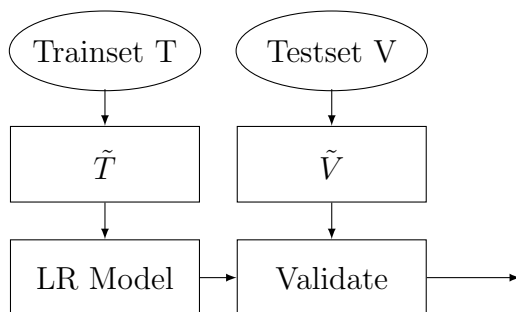 Trainset T
Testset V
T̃
Ṽ
LR Model
Validate